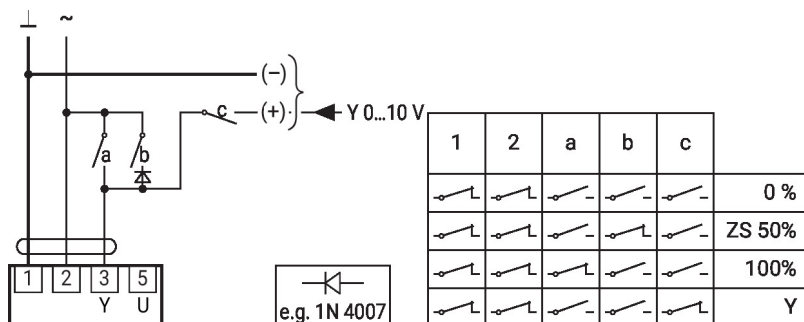 ⊥ ~
(–)
c (+) Y 0...10 V
a b
1 2 3 5
Y U
e.g. 1N 4007
1 2 a b c
0 %
ZS 50%
100%
Y